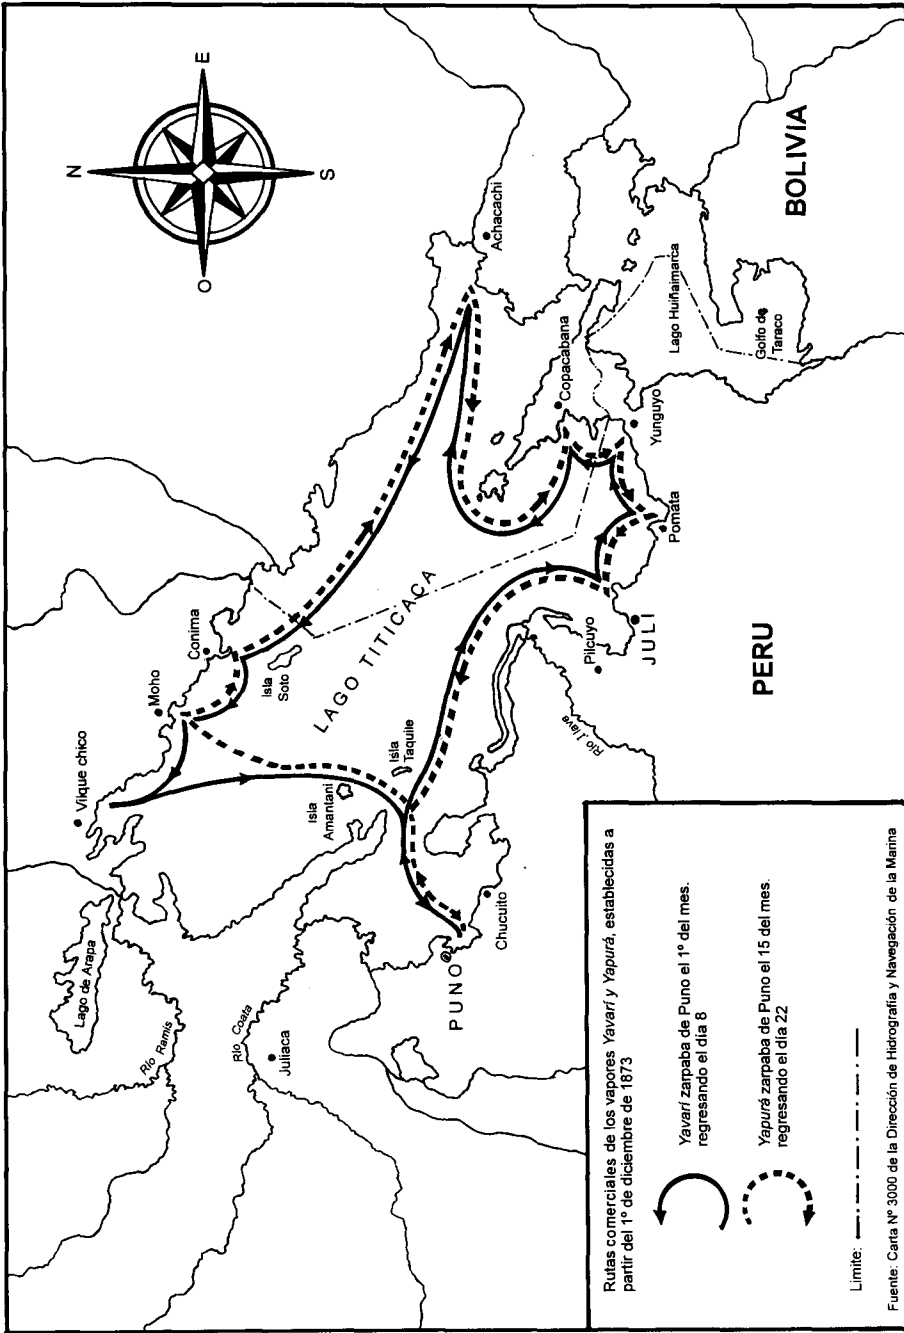 N
E
S
O
Vilque chico
Moho
Conima
Lago de Arapa
Río Ramis
Río Coata
Juliaca
Isla
Soto
LAGO TITICACA
Isla
Amantaní
Isla
Taquile
Achacachi
Copacabana
PUNO
Chucuito
Río Ilave
Pilcuyo
JULI
Pomata
Yunguyo
Lago Huiñaimarca
Golfo de
Taraco
BOLIVIA
PERU
Rutas comerciales de los vapores Yavarí y Yapurá, establecidas a
partir del 1º de diciembre de 1873
Yavarí zarpaba de Puno el 1º del mes.
regresando el día 8
Yapurá zarpaba de Puno el 15 del mes.
regresando el día 22
Límite:
Fuente: Carta Nº 3000 de la Dirección de Hidrografía y Navegación de la Marina